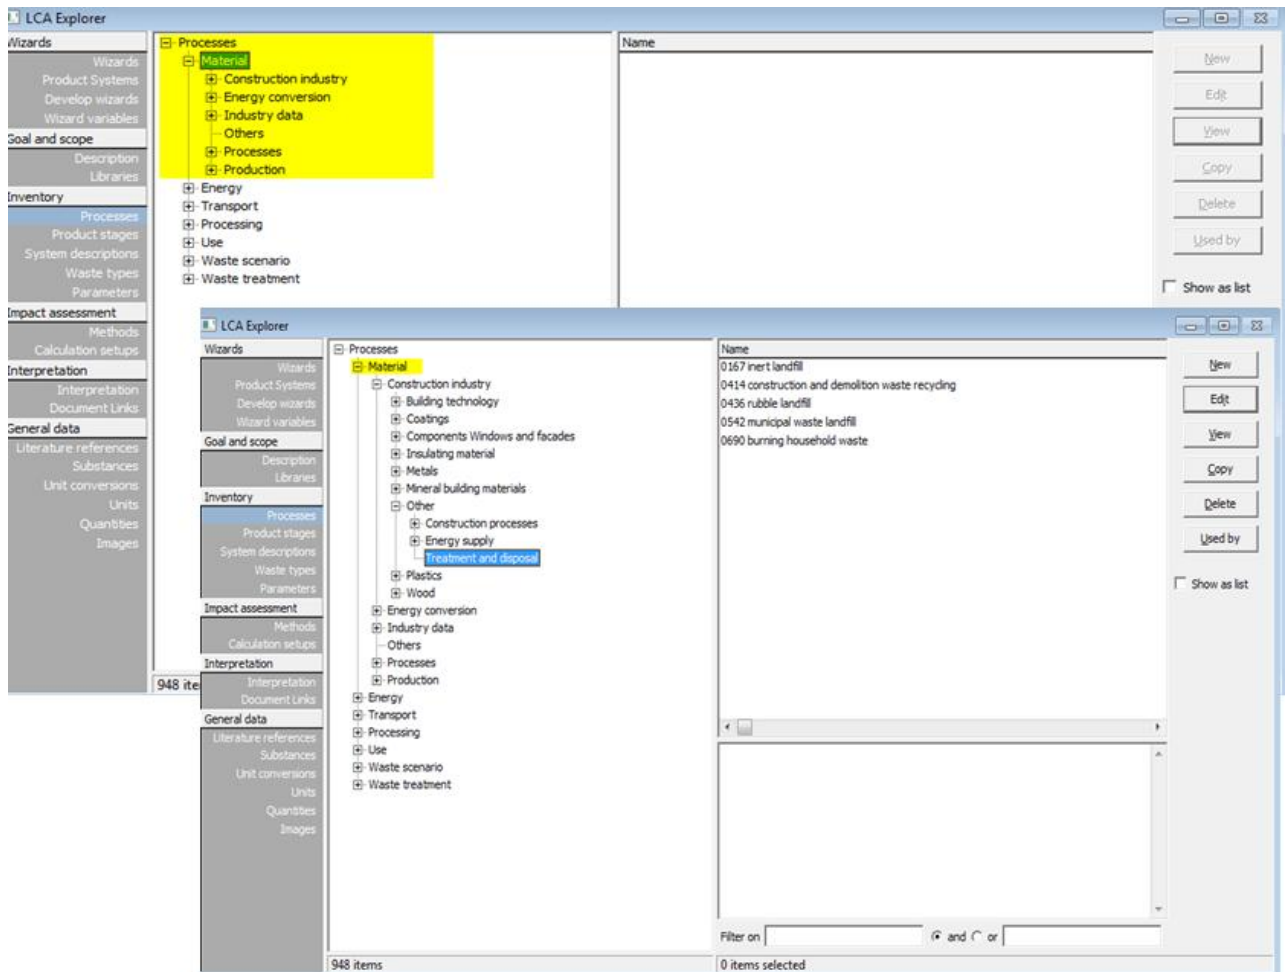 LCA Explorer
Wizards
Wizards
Product Systems
Develop wizards
Wizard variables
Goal and scope
Description
Libraries
Inventory
Processes
Product stages
System descriptions
Waste types
Parameters
Impact assessment
Methods
Calculation setups
Interpretation
Interpretation
Document Links
General data
Literature references
Substances
Unit conversions
Units
Quantities
Images
Processes
Material
Construction industry
Energy conversion
Industry data
Others
Processes
Production
Energy
Transport
Processing
Use
Waste scenario
Waste treatment
948 ite
Name
New
Edit
View
Copy
Delete
Used by
Show as list
LCA Explorer
Wizards
Wizards
Product Systems
Develop wizards
Wizard variables
Goal and scope
Description
Libraries
Inventory
Processes
Product stages
System descriptions
Waste types
Parameters
Impact assessment
Methods
Calculation setups
Interpretation
Interpretation
Document Links
General data
Literature references
Substances
Unit conversions
Units
Quantities
Images
Processes
Material
Construction industry
Building technology
Coatings
Components Windows and facades
Insulating material
Metals
Mineral building materials
Other
Construction processes
Energy supply
Treatment and disposal
Plastics
Wood
Energy conversion
Industry data
Others
Processes
Production
Energy
Transport
Processing
Use
Waste scenario
Waste treatment
948 items
Name
0167 inert landfill
0414 construction and demolition waste recycling
0436 rubble landfill
0542 municipal waste landfill
0690 burning household waste
Filter on and or
0 items selected
New
Edit
View
Copy
Delete
Used by
Show as list